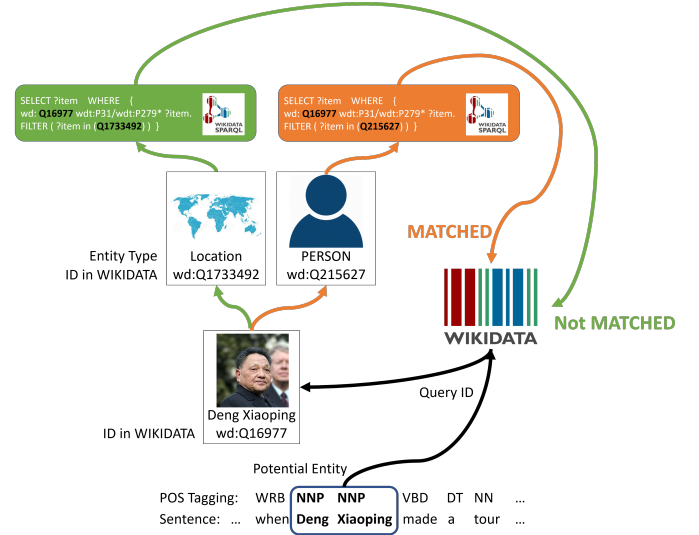 SELECT ?item WHERE {
wd: Q16977 wdt:P31/wdt:P279* ?item.
FILTER ( ?item in (Q1733492) ) }
WIKIDATA
SPARQL
SELECT ?item WHERE {
wd: Q16977 wdt:P31/wdt:P279* ?item.
FILTER ( ?item in (Q215627) ) }
WIKIDATA
SPARQL
MATCHED
Entity Type
ID in WIKIDATA
Location
wd:Q1733492
PERSON
wd:Q215627
Not MATCHED
WIKIDATA
Query ID
Deng Xiaoping
wd:Q16977
ID in WIKIDATA
Potential Entity
POS Tagging: WRB NNP NNP VBD DT NN ...
Sentence: ... when Deng Xiaoping made a tour ...